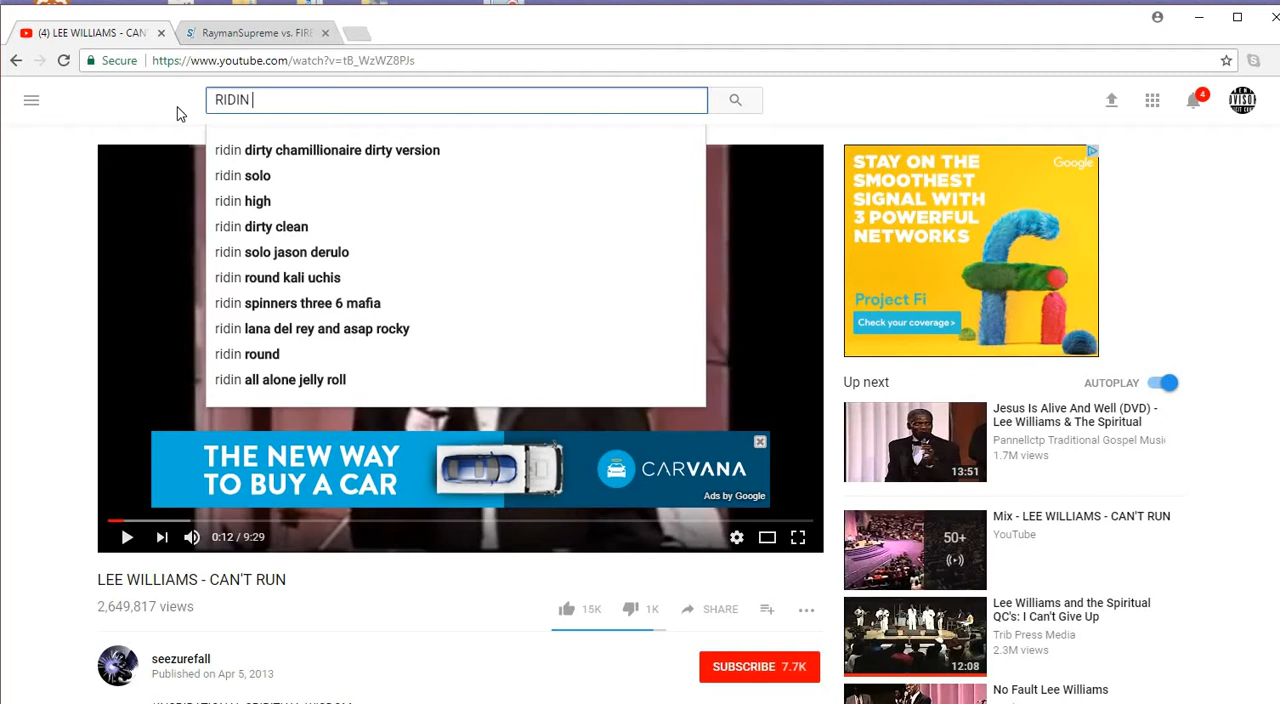 (4) LEE WILLIAMS - CAN'
RaymanSupreme vs. FIRE
Secure
https://www.youtube.com/watch?v=tB_WzWZ8PJs
RIDIN
4
ridin dirty chamillionaire dirty version
ridin solo
ridin high
ridin dirty clean
ridin solo jason derulo
ridin round kali uchis
ridin spinners three 6 mafia
ridin lana del rey and asap rocky
ridin round
ridin all alone jelly roll
STAY ON THE
SMOOTHEST
SIGNAL WITH
3 POWERFUL
NETWORKS
Google
Project Fi
Check your coverage >
THE NEW WAY
TO BUY A CAR
CARVANA
Ads by Google
0:12 / 9:29
LEE WILLIAMS - CAN'T RUN
2,649,817 views
15K
1K
SHARE
seezurefall
Published on Apr 5, 2013
SUBSCRIBE 7.7K
Up next
AUTOPLAY
Jesus Is Alive And Well (DVD) -
Lee Williams & The Spiritual
Pannellctp Traditional Gospel Music
1.7M views
13:51
Mix - LEE WILLIAMS - CAN'T RUN
YouTube
50+
Lee Williams and the Spiritual
QC's: I Can't Give Up
Trib Press Media
2.3M views
12:08
No Fault Lee Williams